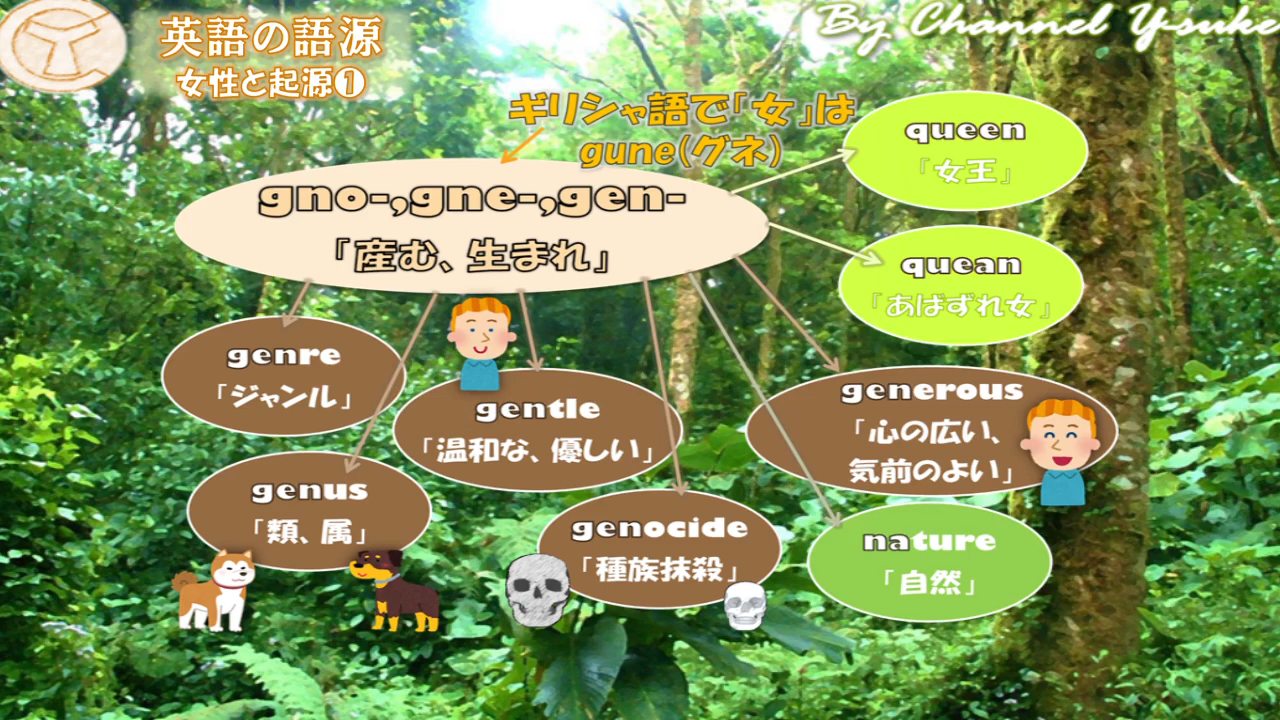 英語の語源
女性と起源❶
By Channel Y-suke
ギリシャ語で「女」は
gune(グネ)
gno-,gne-,gen-
「産む、生まれ」
queen
『女王』
quean
『あばずれ女』
genre
「ジャンル」
gentle
「温和な、優しい」
generous
「心の広い、
気前のよい」
genus
「類、属」
genocide
「種族抹殺」
nature
「自然」